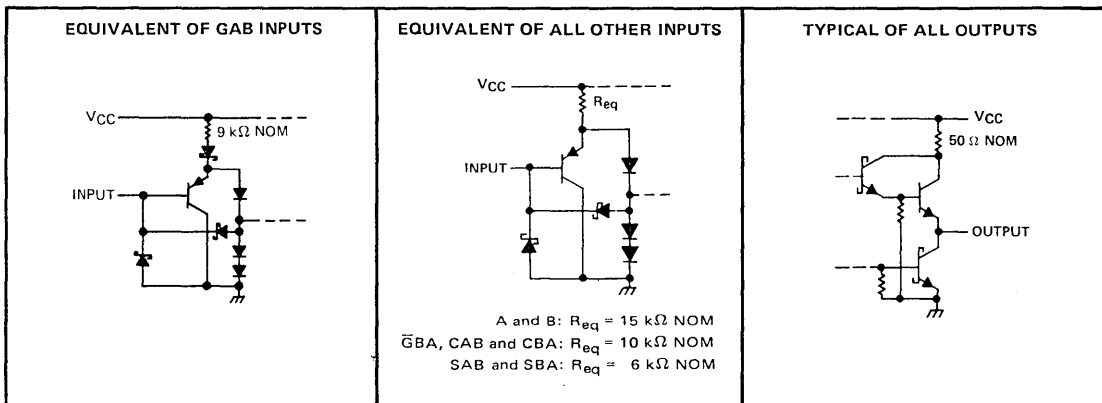 EQUIVALENT OF GAB INPUTS
VCC
9 kΩ NOM
INPUT
EQUIVALENT OF ALL OTHER INPUTS
VCC
Req
INPUT
A and B: Req = 15 kΩ NOM
G̅BA, CAB and CBA: Req = 10 kΩ NOM
SAB and SBA: Req = 6 kΩ NOM
TYPICAL OF ALL OUTPUTS
VCC
50 Ω NOM
OUTPUT